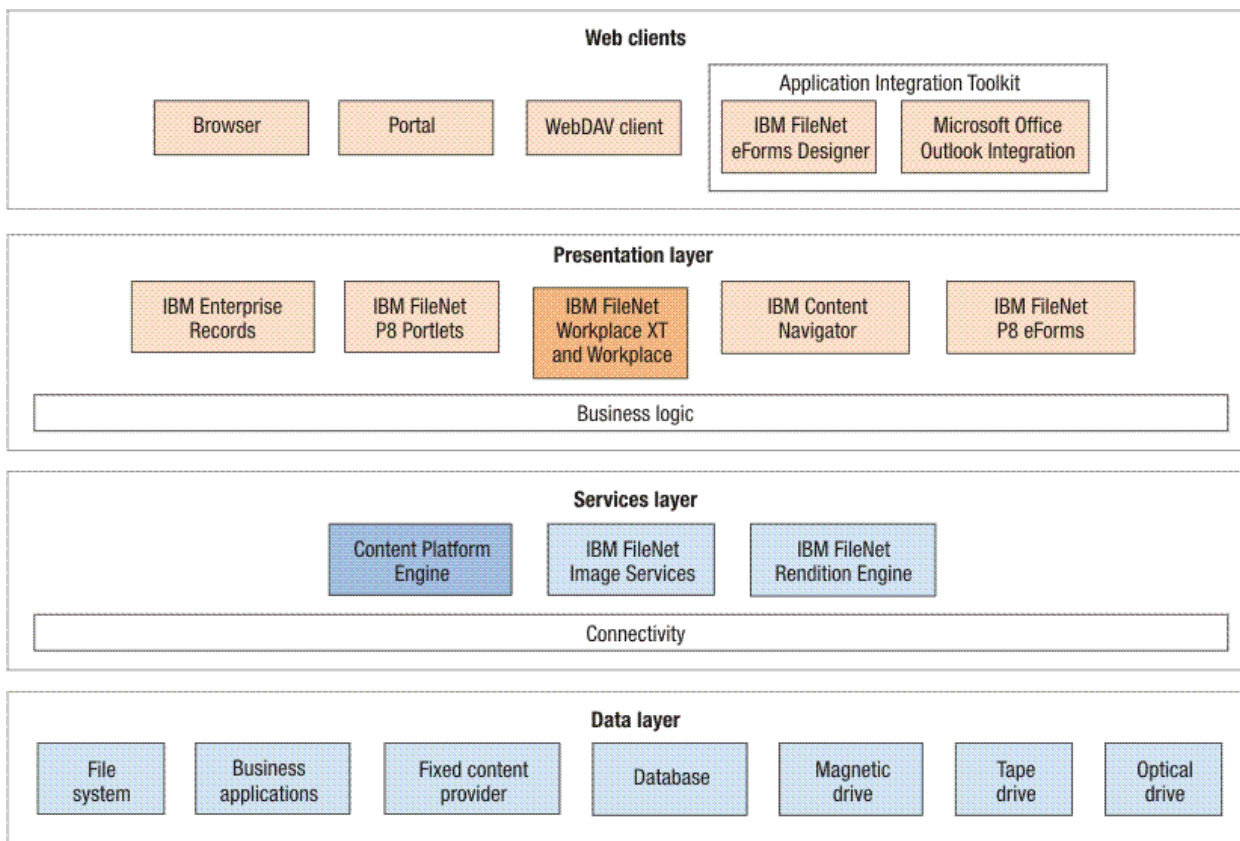 Web clients
Application Integration Toolkit
Browser
Portal
WebDAV client
IBM FileNet
eForms Designer
Microsoft Office
Outlook Integration
Presentation layer
IBM Enterprise
Records
IBM FileNet
P8 Portlets
IBM FileNet
Workplace XT
and Workplace
IBM Content
Navigator
IBM FileNet
P8 eForms
Business logic
Services layer
Content Platform
Engine
IBM FileNet
Image Services
IBM FileNet
Rendition Engine
Connectivity
Data layer
File
system
Business
applications
Fixed content
provider
Database
Magnetic
drive
Tape
drive
Optical
drive